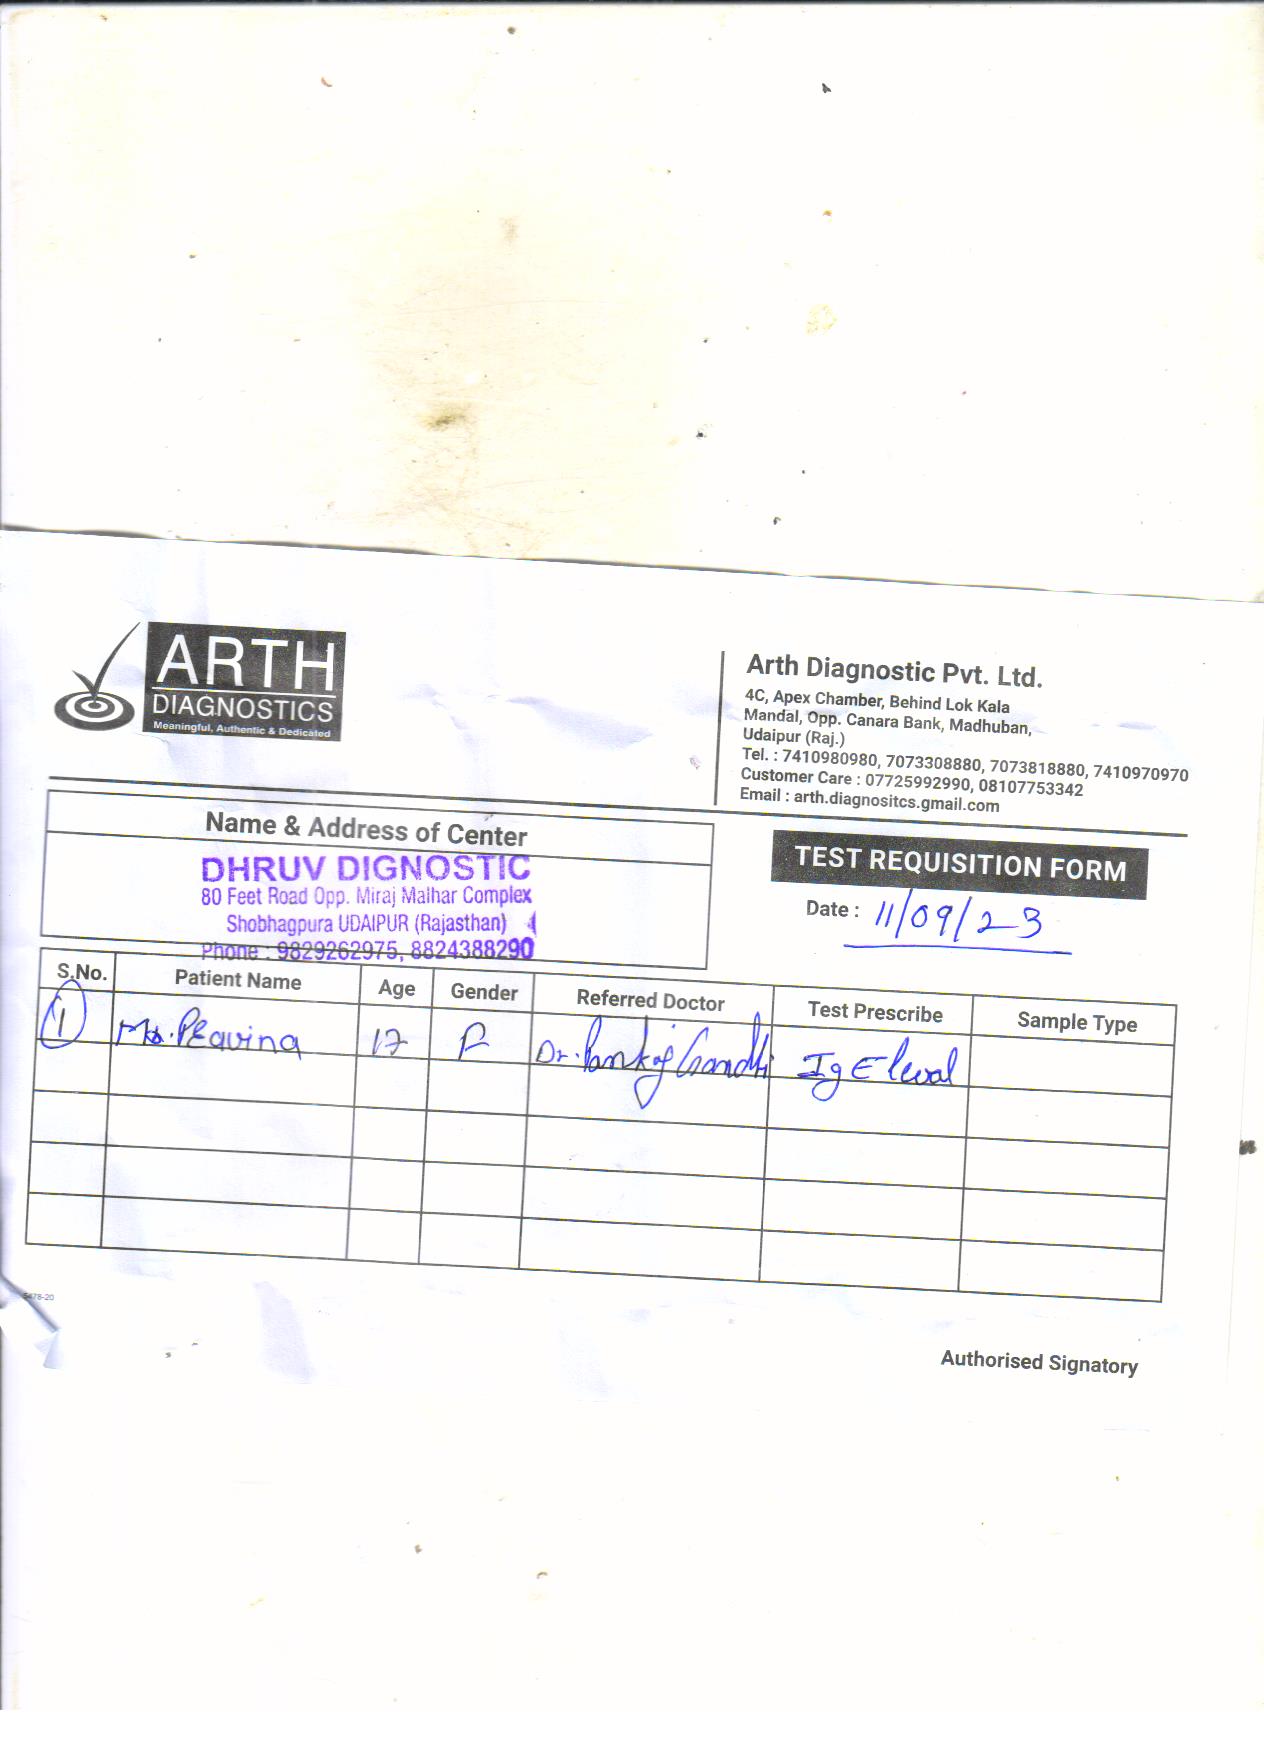 ARTH
DIAGNOSTICS
Meaningful, Authentic & Dedicated
Arth Diagnostic Pvt. Ltd.
4C, Apex Chamber, Behind Lok Kala
Mandal, Opp. Canara Bank, Madhuban,
Udaipur (Raj.)
Tel. : 7410980980, 7073308880, 7073818880, 7410970970
Customer Care : 07725992990, 08107753342
Email : arth.diagnositcs.gmail.com
Name & Address of Center
DHRUV DIGNOSTIC
80 Feet Road Opp. Miraj Malhar Complex
Shobhagpura UDAIPUR (Rajasthan)
Phone : 9829262975, 8824388290
TEST REQUISITION FORM
Date : 11/09/23
S.No. Patient Name Age Gender Referred Doctor Test Prescribe Sample Type
1 17 F Dr. Pankaj Gandhi IgE leval
5478-20
Authorised Signatory